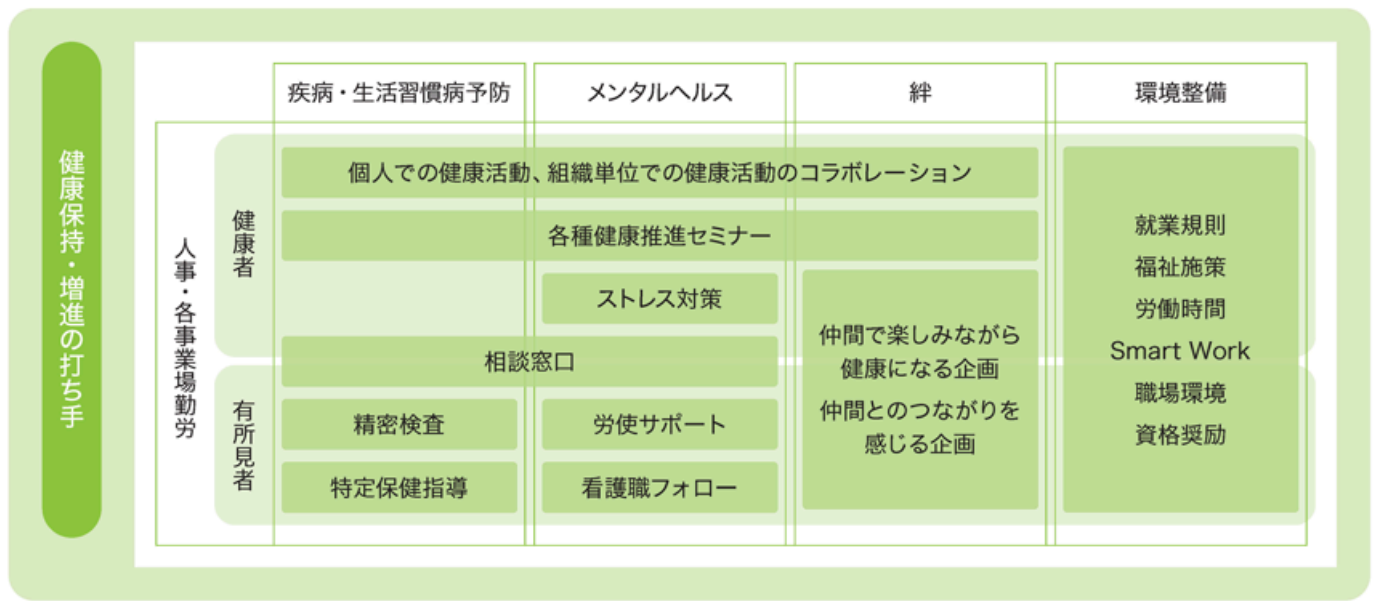 健康保持・増進の打ち手
疾病・生活習慣病予防
メンタルヘルス
絆
環境整備
人事・各事業場勤労
健康者
個人での健康活動、組織単位での健康活動のコラボレーション
各種健康推進セミナー
ストレス対策
相談窓口
有所見者
精密検査
労使サポート
特定保健指導
看護職フォロー
仲間で楽しみながら
健康になる企画
仲間とのつながりを
感じる企画
就業規則
福祉施策
労働時間
Smart Work
職場環境
資格奨励